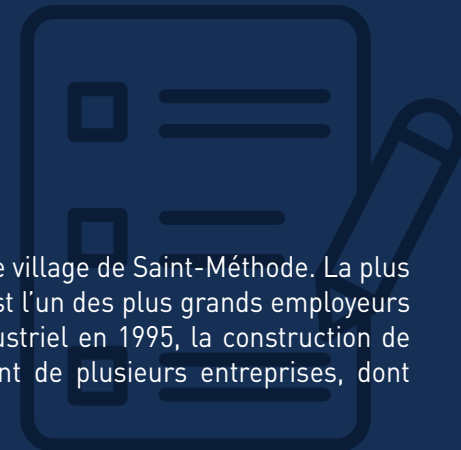 e village de Saint-Méthode. La plus
st l’un des plus grands employeurs
ustriel en 1995, la construction de
nt de plusieurs entreprises, dont